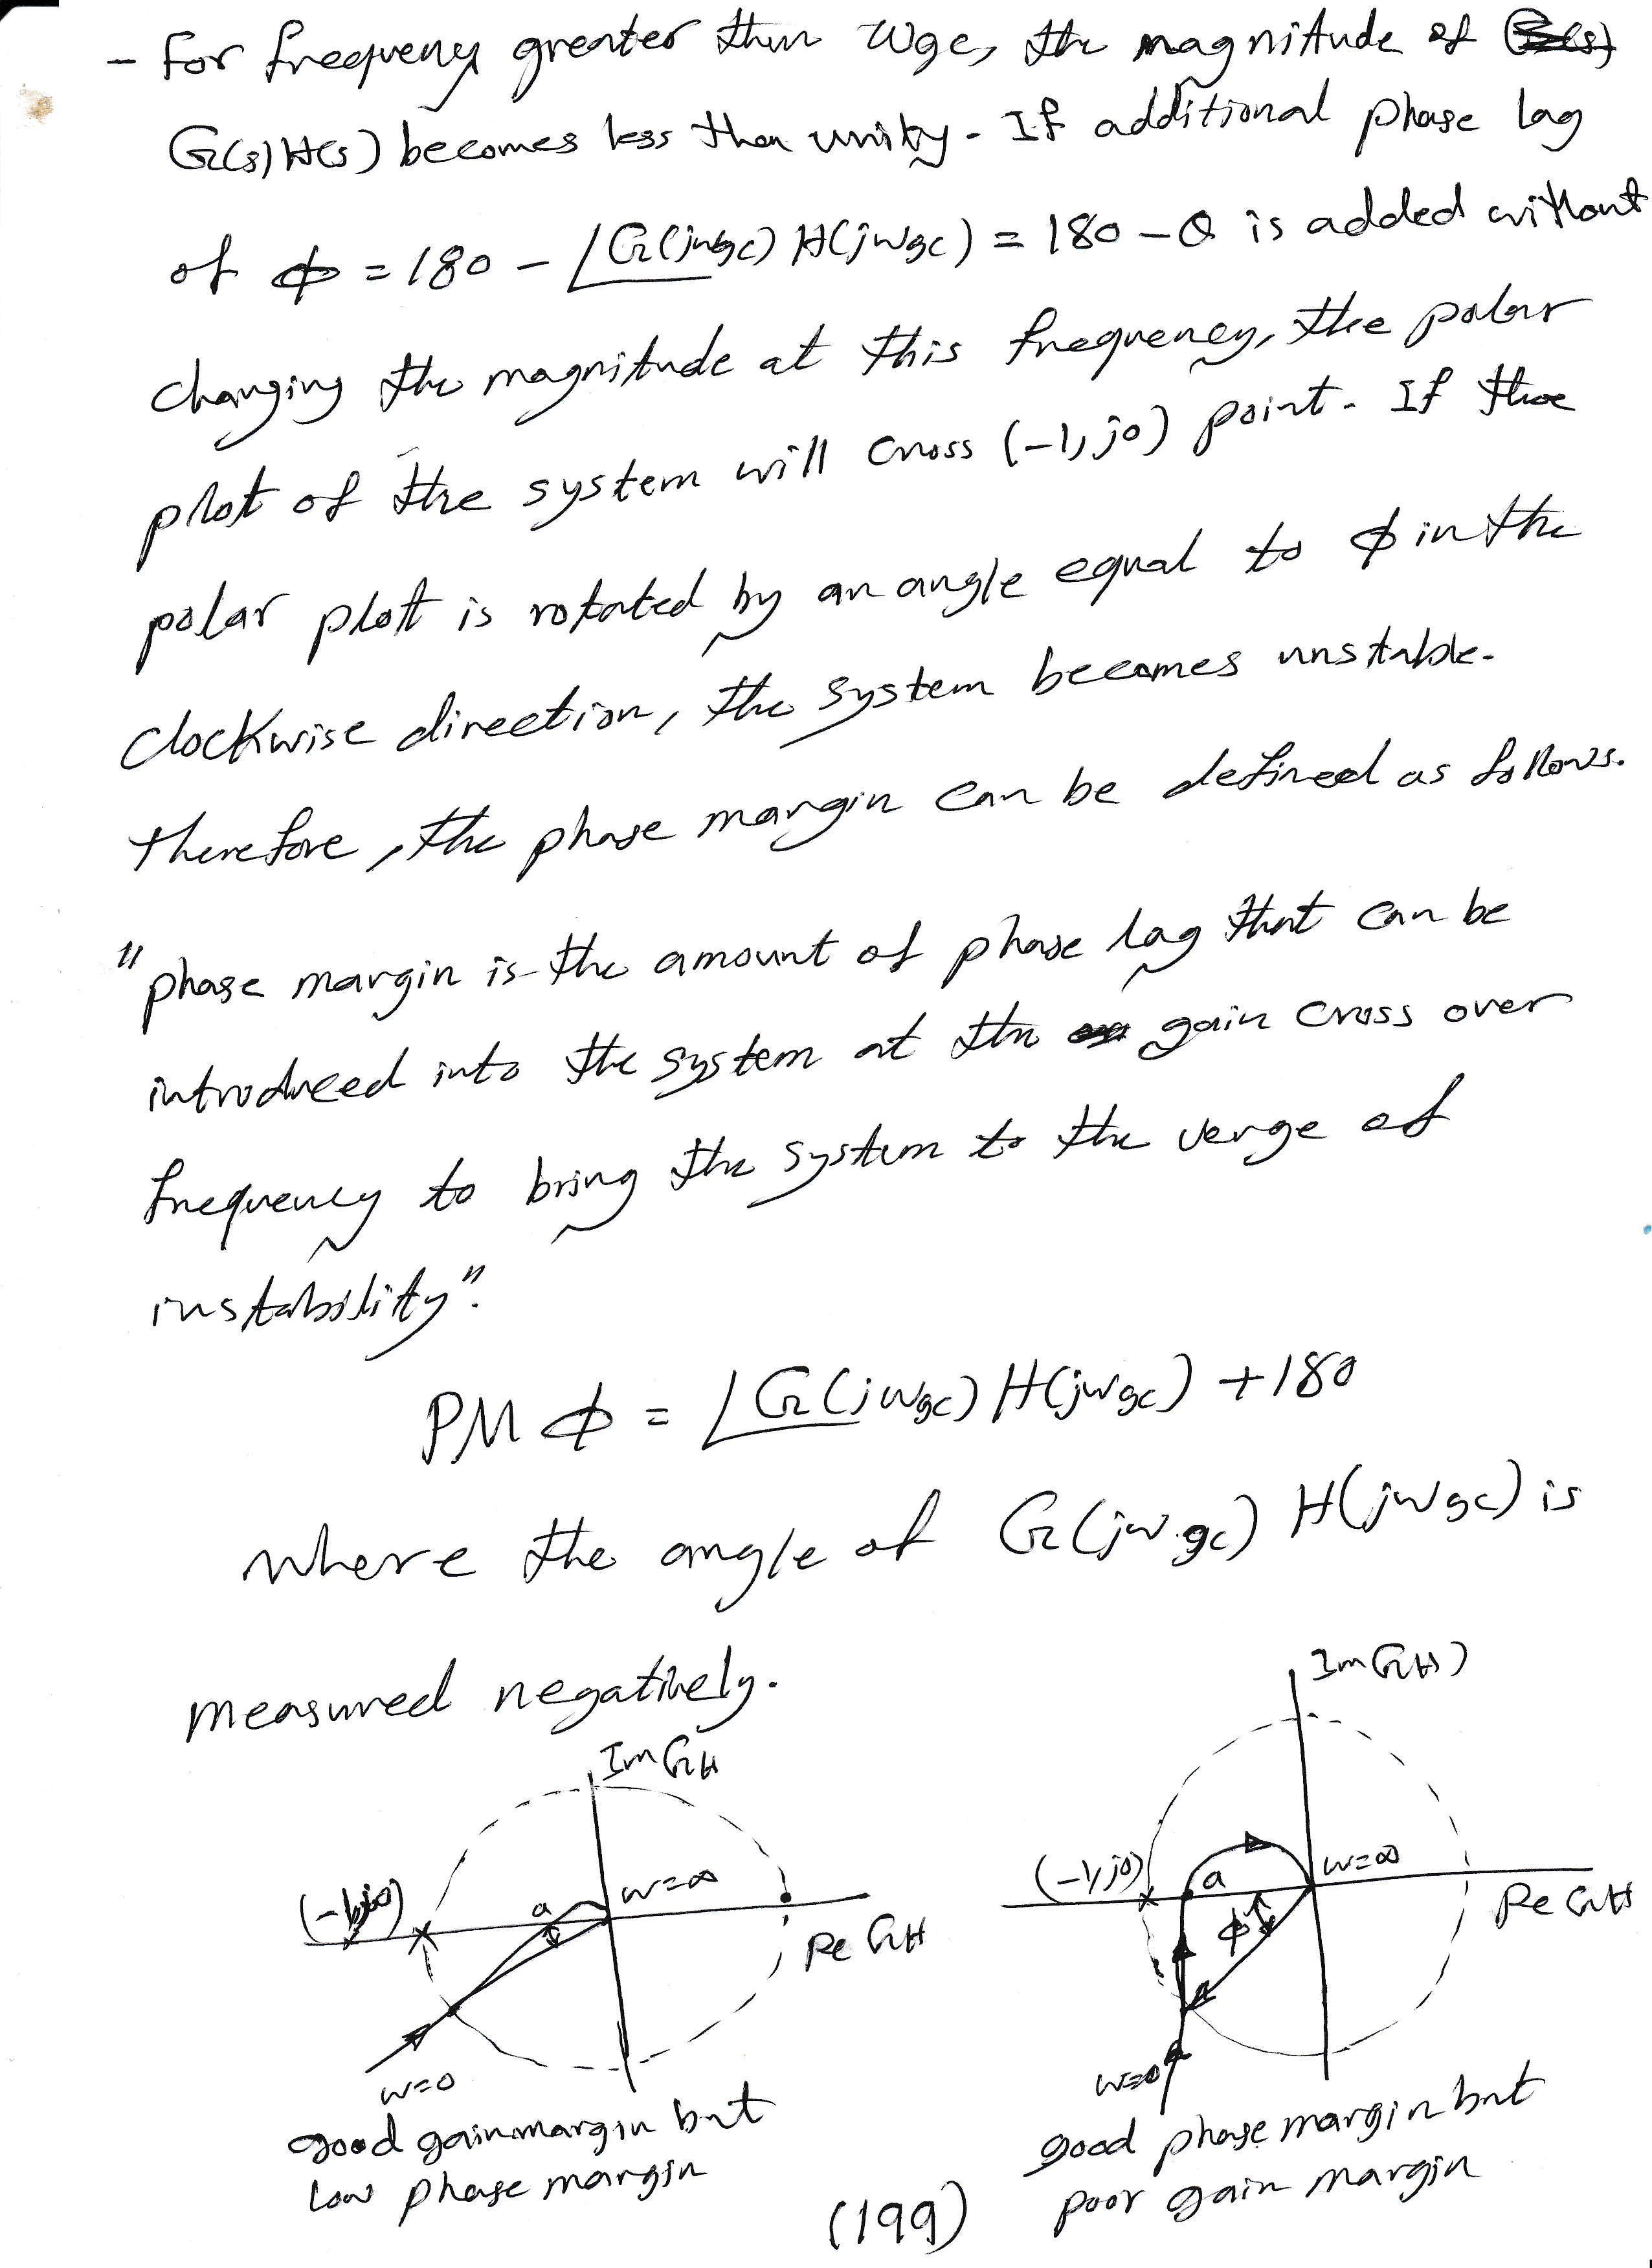 - For frequency greater than Wgc, the magnitude of
G(s)H(s) becomes less than unity. If additional phase lag
of ϕ = 180 - ∠G(jwgc) H(jwgc) = 180 - θ is added without
changing the magnitude at this frequency, the polar
plot of the system will cross (-1, j0) point. If the
polar plot is rotated by an angle equal to ϕ in the
clockwise direction, the system becomes unstable.
therefore, the phase margin can be defined as follows.
"phase margin is the amount of phase lag that can be
introduced into the system at the gain cross over
frequency to bring the system to the verge of
instability".
PM ϕ = ∠G(jwgc) H(jwgc) + 180
where the angle of G(jwgc) H(jwgc) is
measured negatively.
Im GH
(-1, j0)
a
w=∞
Re GH
w=0
good gain margin but
low phase margin
Im GH)
(-1, j0)
a
w=∞
ϕ
Re GH
w=0
good phase margin but
poor gain margin
(199)